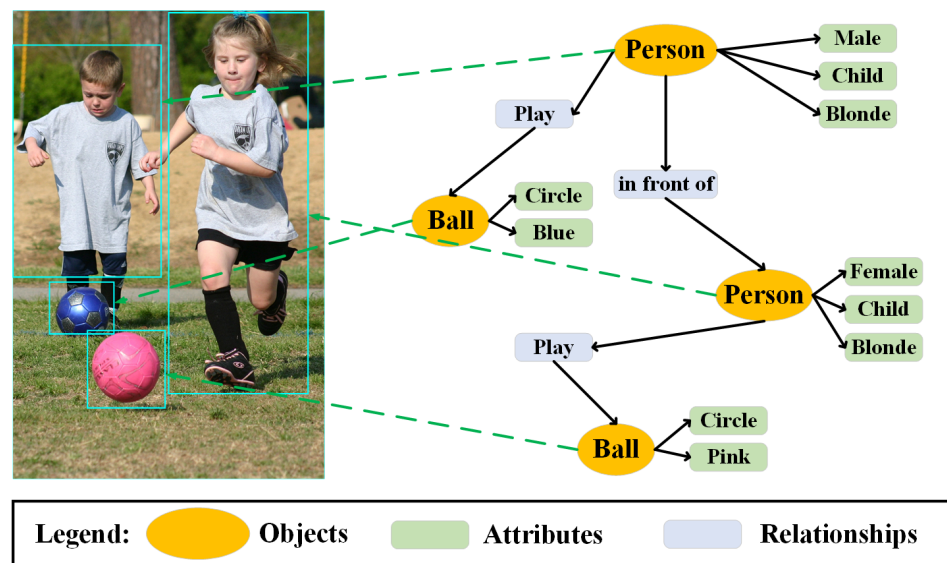 Person
Male
Child
Blonde
Play
in front of
Circle
Ball
Blue
Female
Person
Child
Blonde
Play
Circle
Ball
Pink
Legend: Objects Attributes Relationships